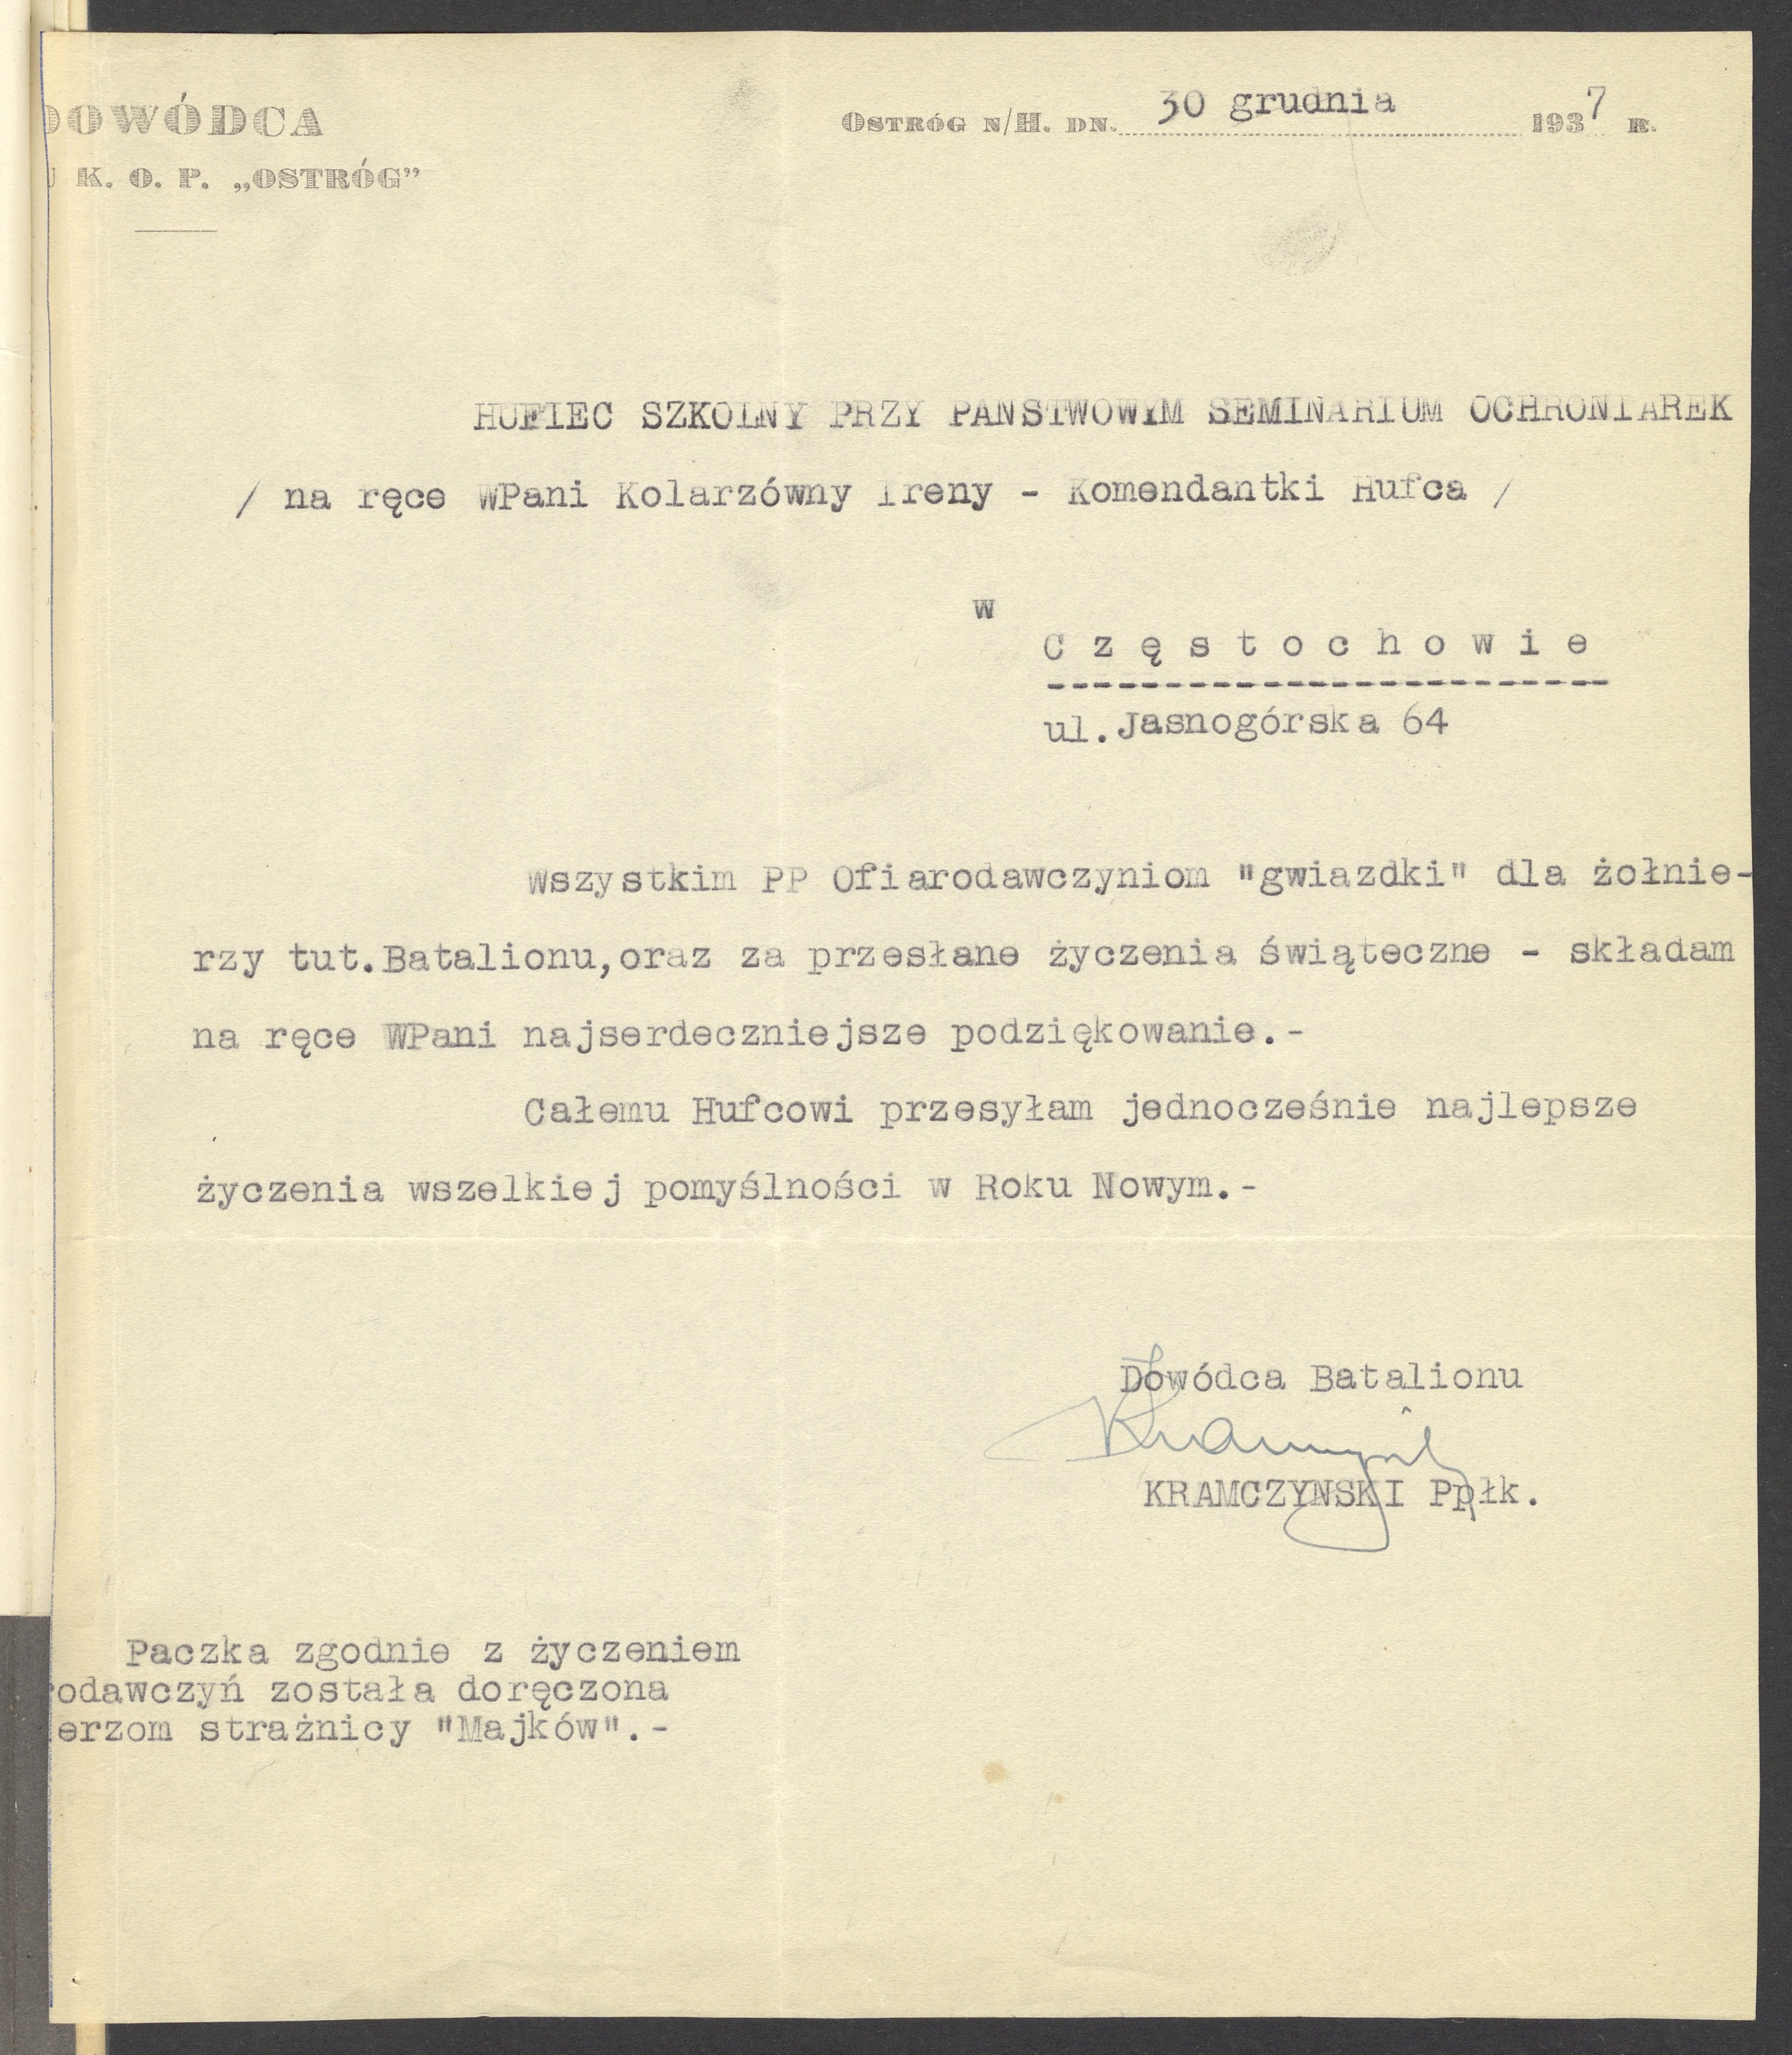 DOWÓDCA
K. O. P. „OSTRÓG”
OSTRÓG N/H. DN. 30 grudnia 1937 R.
HUFIEC SZKOLNY PRZY PANSTWOWYM SEMINARIUM OCHRONIAREK
/ na ręce WPani Kolarzówny Ireny - Komendantki Hufca /
w
C z ę s t o c h o w i e
ul.Jasnogórska 64
Wszystkim PP Ofiarodawczyniom "gwiazdki" dla żołnie-
rzy tut.Batalionu,oraz za przesłane życzenia świąteczne - składam
na ręce WPani najserdeczniejsze podziękowanie.-
Całemu Hufcowi przesyłam jednocześnie najlepsze
życzenia wszelkiej pomyślności w Roku Nowym.-
Dowódca Batalionu
KRAMCZYNSKI Ppłk.
Paczka zgodnie z życzeniem
rodawczyń została doręczona
ierzom strażnicy "Majków".-